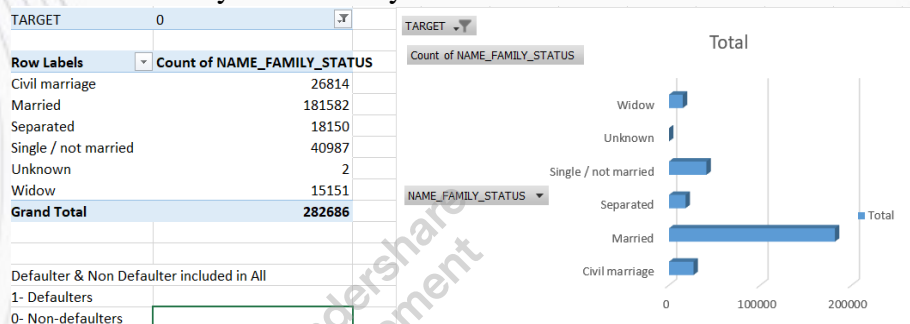 TARGET 0
Row Labels Count of NAME_FAMILY_STATUS
Civil marriage 26814
Married 181582
Separated 18150
Single / not married 40987
Unknown 2
Widow 15151
Grand Total 282686
Defaulter & Non Defaulter included in All
1- Defaulters
0- Non-defaulters
TARGET
Count of NAME_FAMILY_STATUS
Total
Widow
Unknown
Single / not married
NAME_FAMILY_STATUS
Separated
Total
Married
Civil marriage
0 100000 200000